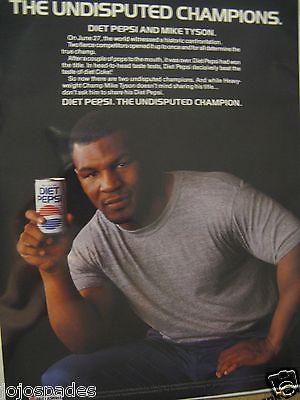 THE UNDISPUTED CHAMPIONS.
DIET PEPSI AND MIKE TYSON.
On June 27, the world witnessed a historic confrontation.
Two fierce competitors opened it up to once and for all determine the
true champ.
After a couple of pops to the mouth, it was over. Diet Pepsi had won
the title. In head-to-head taste tests, Diet Pepsi decisively beat the
taste of diet Coke!
So now there are two undisputed champions. And while Heavy-
weight Champ Mike Tyson doesn't mind sharing his title...
don't ask him to share his Diet Pepsi.
DIET PEPSI. THE UNDISPUTED CHAMPION.
DIET
PEPSI
@jojospades